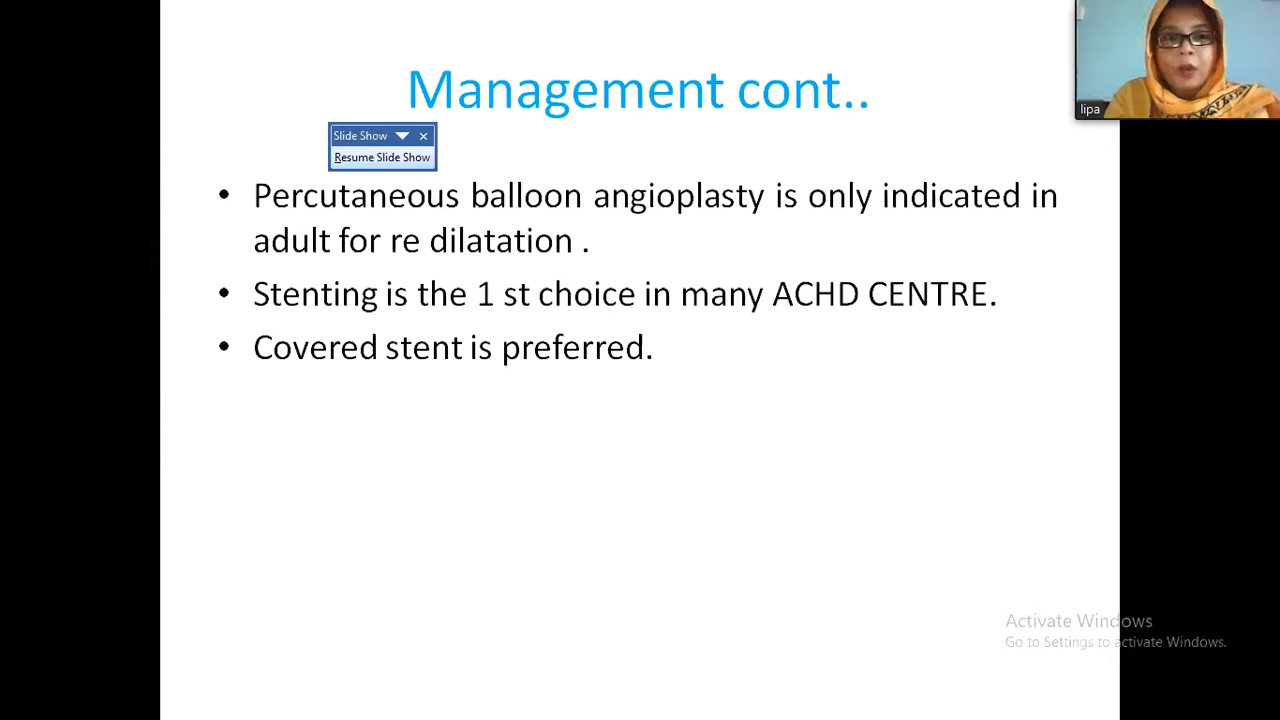 Management cont..
lipa
Slide Show
Resume Slide Show
• Percutaneous balloon angioplasty is only indicated in
adult for re dilatation .
• Stenting is the 1 st choice in many ACHD CENTRE.
• Covered stent is preferred.
Activate Windows
Go to Settings to activate Windows.